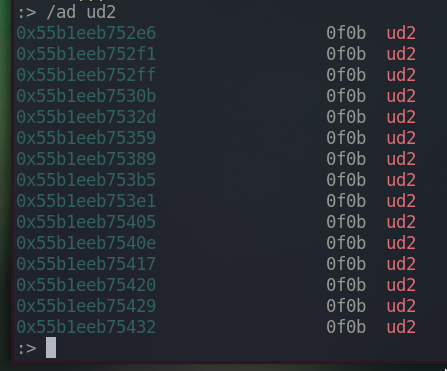 :> /ad ud2
0x55b1eeb752e6 0f0b ud2
0x55b1eeb752f1 0f0b ud2
0x55b1eeb752ff 0f0b ud2
0x55b1eeb7530b 0f0b ud2
0x55b1eeb7532d 0f0b ud2
0x55b1eeb75359 0f0b ud2
0x55b1eeb75389 0f0b ud2
0x55b1eeb753b5 0f0b ud2
0x55b1eeb753e1 0f0b ud2
0x55b1eeb75405 0f0b ud2
0x55b1eeb7540e 0f0b ud2
0x55b1eeb75417 0f0b ud2
0x55b1eeb75420 0f0b ud2
0x55b1eeb75429 0f0b ud2
0x55b1eeb75432 0f0b ud2
:>